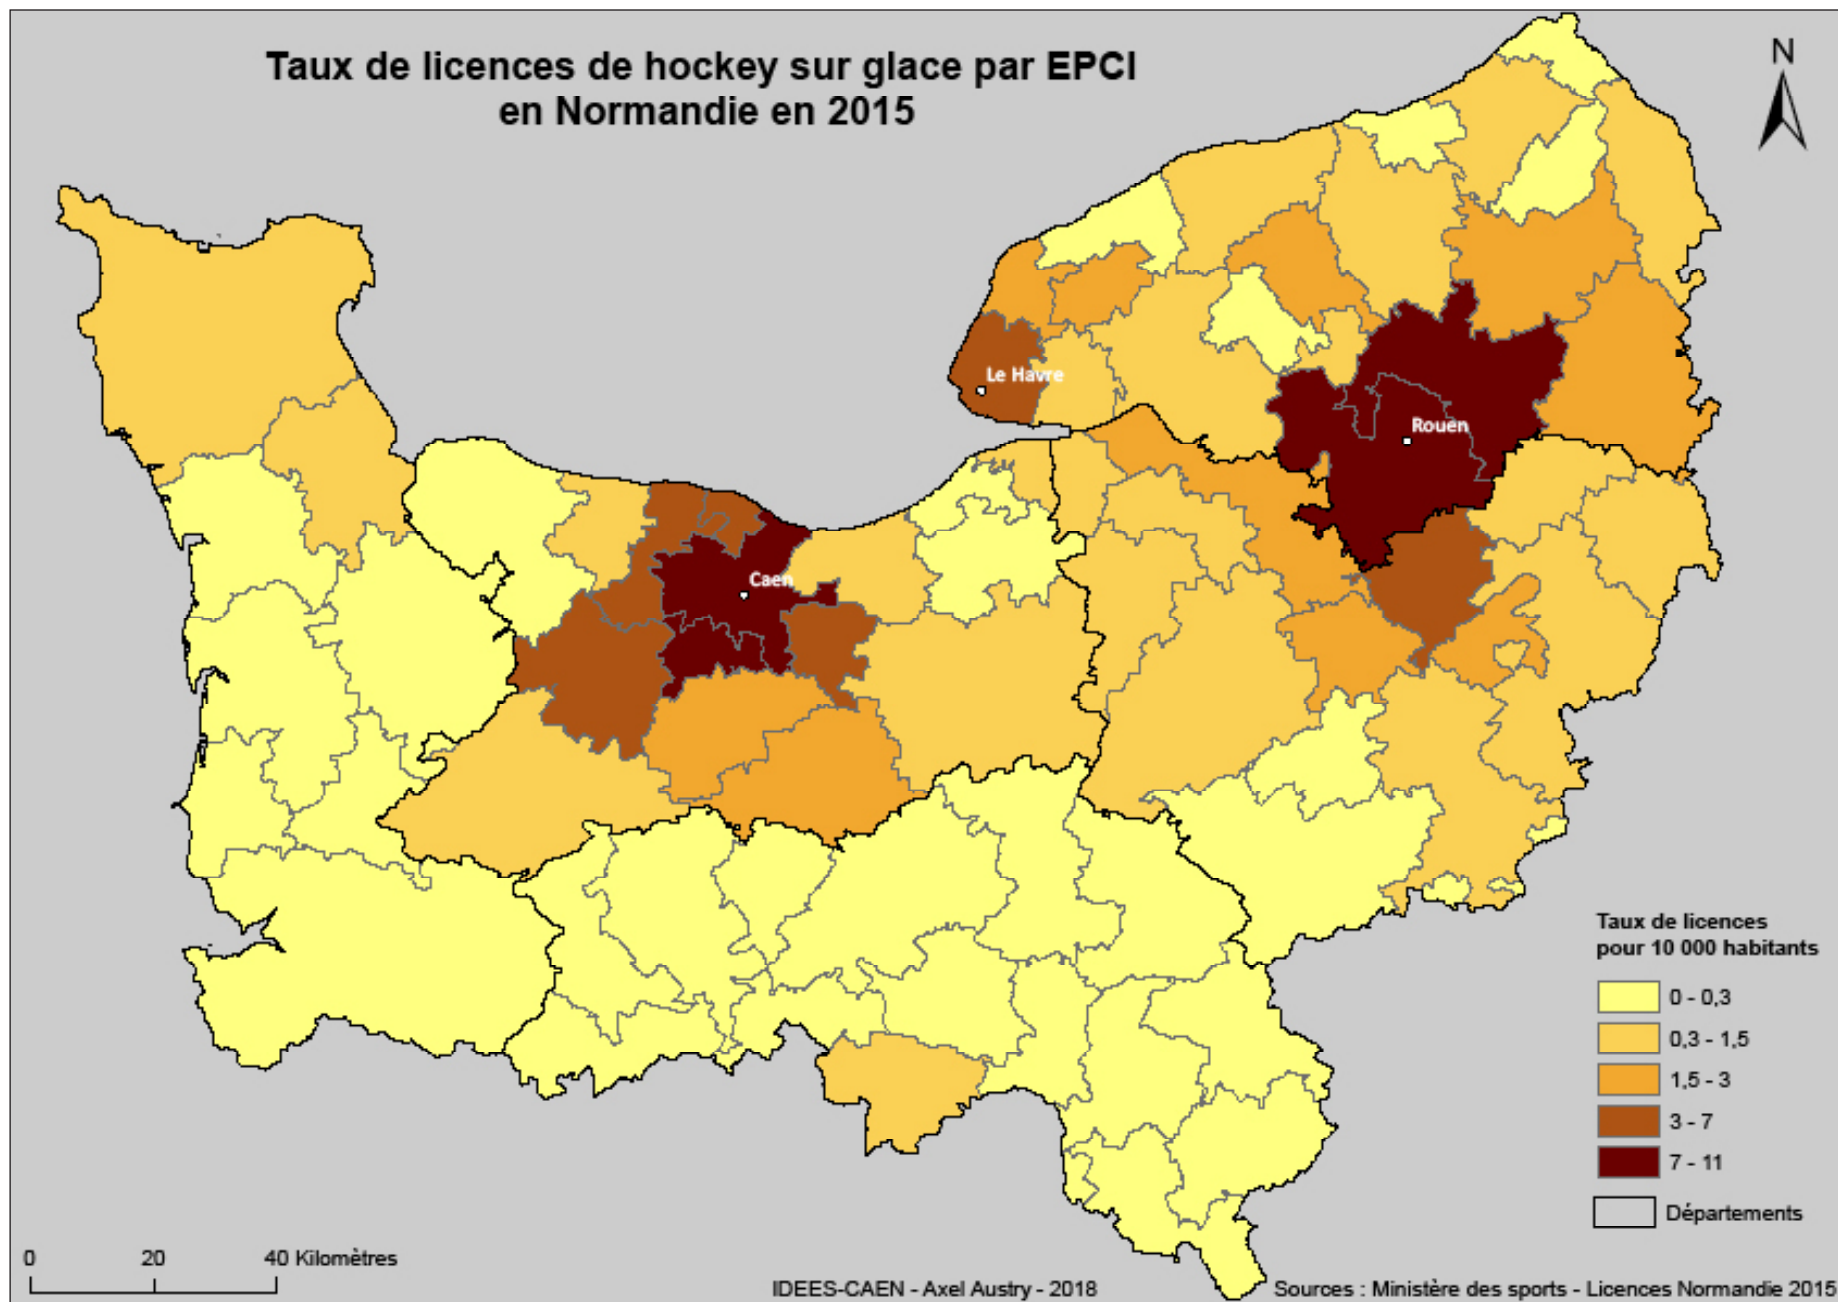 Taux de licences de hockey sur glace par EPCI
en Normandie en 2015
N
Le Havre
Rouen
Caen
Taux de licences
pour 10 000 habitants
0 - 0,3
0,3 - 1,5
1,5 - 3
3 - 7
7 - 11
Départements
0 20 40 Kilomètres
IDEES-CAEN - Axel Austry - 2018
Sources : Ministère des sports - Licences Normandie 2015